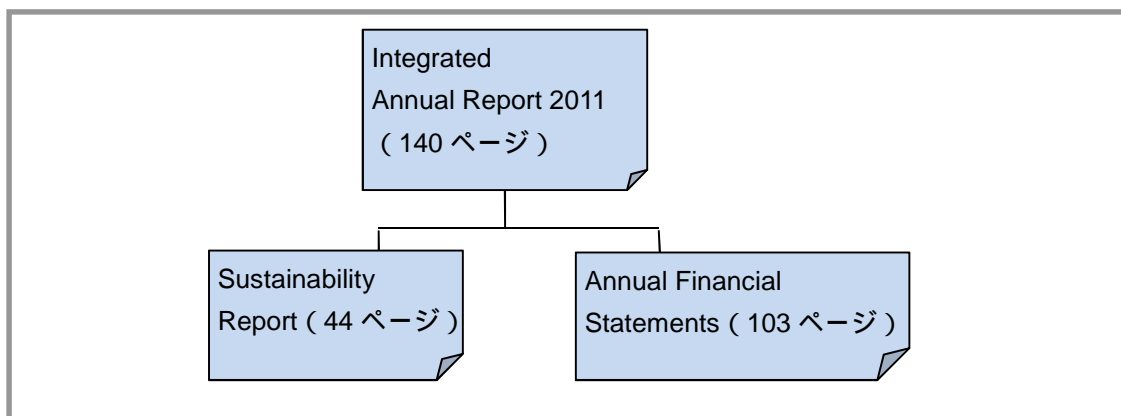 Integrated
Annual Report 2011
（140 ページ）
Sustainability
Report（44 ページ）
Annual Financial
Statements（103 ページ）